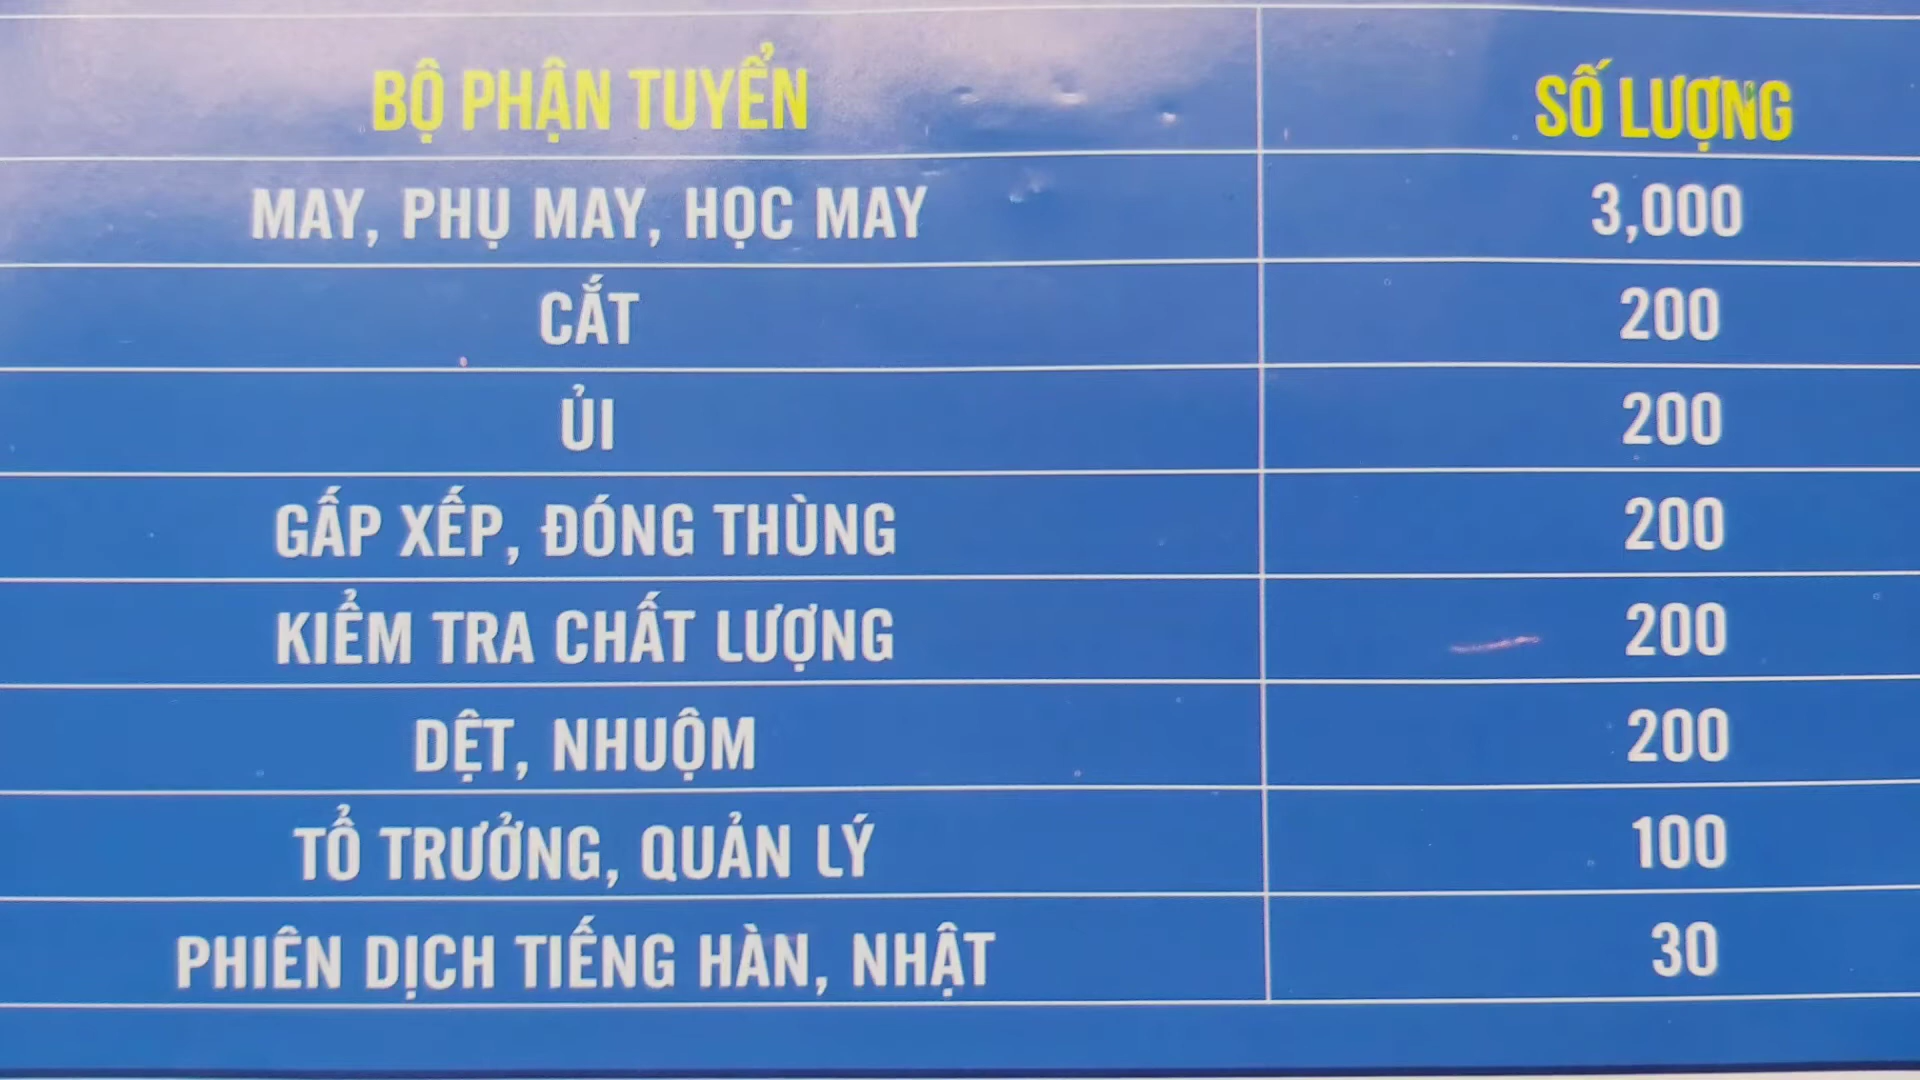 BỘ PHẬN TUYỂN SỐ LƯỢNG
MAY, PHỤ MAY, HỌC MAY 3,000
CẮT 200
ỦI 200
GẤP XẾP, ĐÓNG THÙNG 200
KIỂM TRA CHẤT LƯỢNG 200
DỆT, NHUỘM 200
TỔ TRƯỞNG, QUẢN LÝ 100
PHIÊN DỊCH TIẾNG HÀN, NHẬT 30